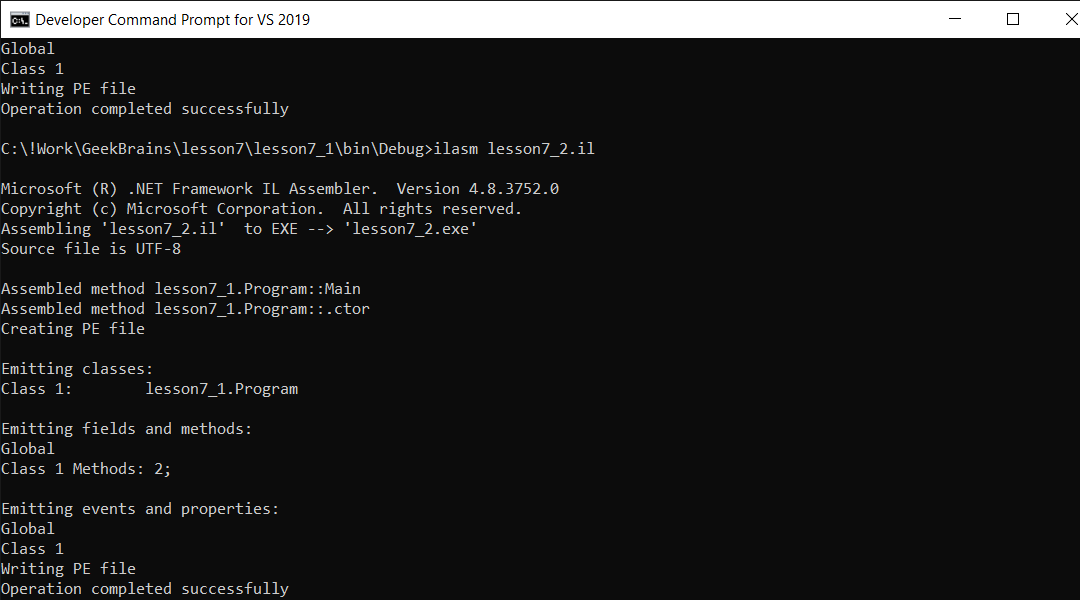 Developer Command Prompt for VS 2019
Global
Class 1
Writing PE file
Operation completed successfully
C:\!Work\GeekBrains\lesson7\lesson7_1\bin\Debug>ilasm lesson7_2.il
Microsoft (R) .NET Framework IL Assembler.  Version 4.8.3752.0
Copyright (c) Microsoft Corporation.  All rights reserved.
Assembling 'lesson7_2.il'  to EXE --> 'lesson7_2.exe'
Source file is UTF-8
Assembled method lesson7_1.Program::Main
Assembled method lesson7_1.Program::.ctor
Creating PE file
Emitting classes:
Class 1:        lesson7_1.Program
Emitting fields and methods:
Global
Class 1 Methods: 2;
Emitting events and properties:
Global
Class 1
Writing PE file
Operation completed successfully